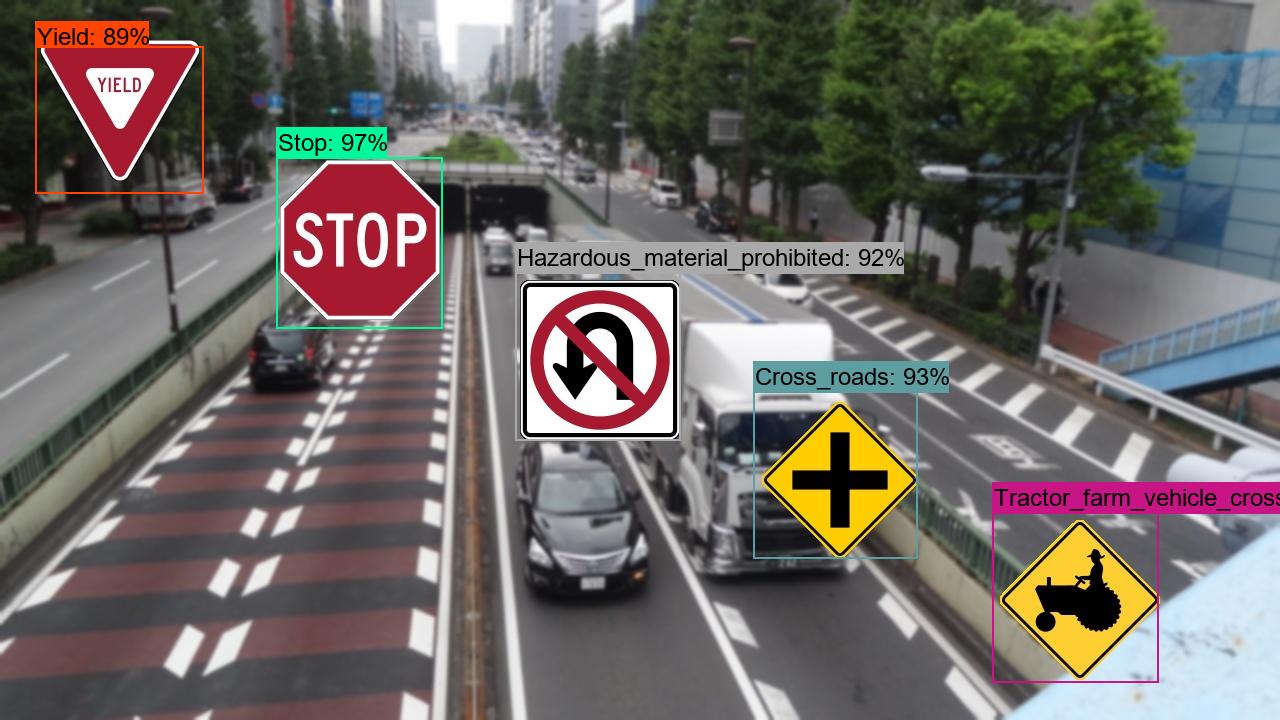 Yield: 89%
YIELD
Stop: 97%
STOP
Hazardous_material_prohibited: 92%
Cross_roads: 93%
Tractor_farm_vehicle_cross